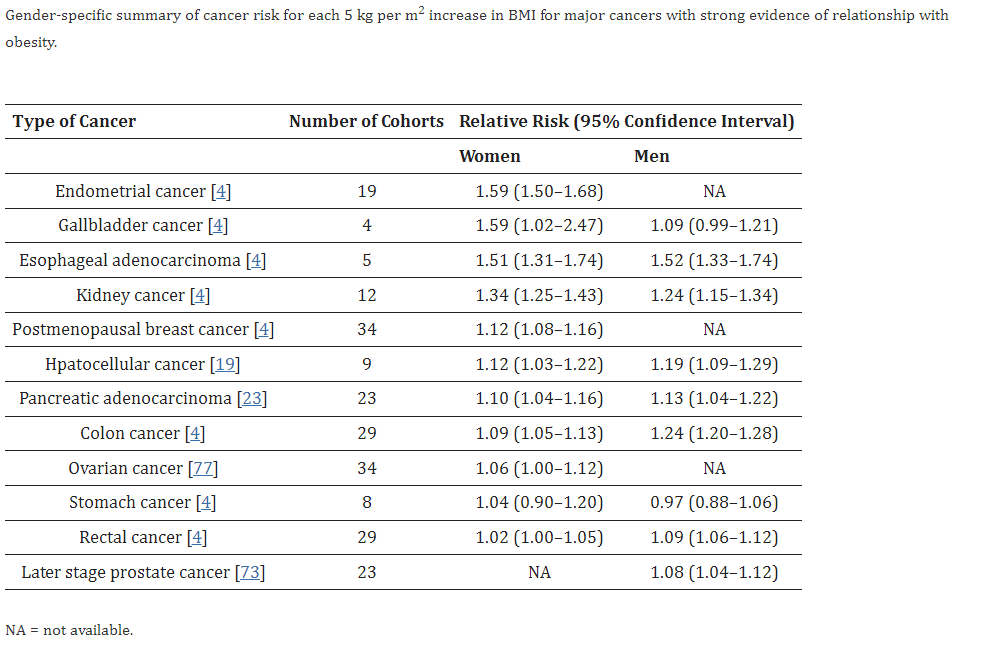 Gender-specific summary of cancer risk for each 5 kg per m² increase in BMI for major cancers with strong evidence of relationship with
obesity.
Type of Cancer Number of Cohorts Relative Risk (95% Confidence Interval)
Women Men
Endometrial cancer [4] 19 1.59 (1.50–1.68) NA
Gallbladder cancer [4] 4 1.59 (1.02–2.47) 1.09 (0.99–1.21)
Esophageal adenocarcinoma [4] 5 1.51 (1.31–1.74) 1.52 (1.33–1.74)
Kidney cancer [4] 12 1.34 (1.25–1.43) 1.24 (1.15–1.34)
Postmenopausal breast cancer [4] 34 1.12 (1.08–1.16) NA
Hpatocellular cancer [19] 9 1.12 (1.03–1.22) 1.19 (1.09–1.29)
Pancreatic adenocarcinoma [23] 23 1.10 (1.04–1.16) 1.13 (1.04–1.22)
Colon cancer [4] 29 1.09 (1.05–1.13) 1.24 (1.20–1.28)
Ovarian cancer [77] 34 1.06 (1.00–1.12) NA
Stomach cancer [4] 8 1.04 (0.90–1.20) 0.97 (0.88–1.06)
Rectal cancer [4] 29 1.02 (1.00–1.05) 1.09 (1.06–1.12)
Later stage prostate cancer [73] 23 NA 1.08 (1.04–1.12)
NA = not available.